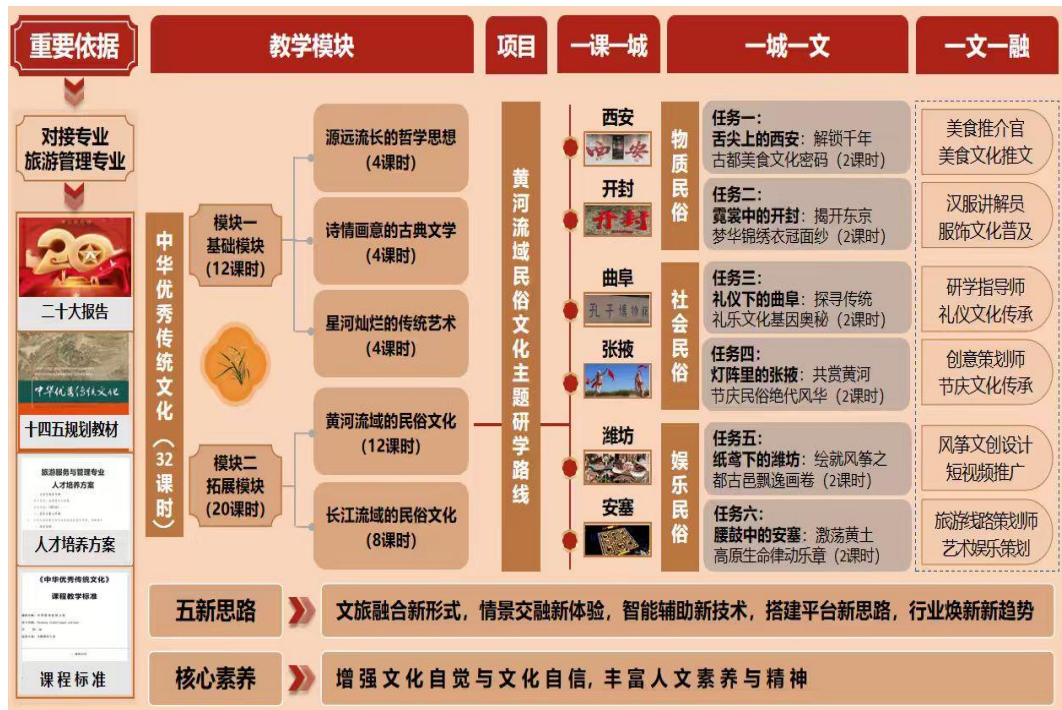 重要依据
教学模块
项目
一课一城
一城一文
一文一融
对接专业
旅游管理专业
二十大报告
中华优秀传统文化
十四五规划教材
旅游服务与管理专业
人才培养方案
人才培养方案
《中华优秀传统文化》
课程教学标准
课程标准
中华优秀传统文化（32课时）
模块一
基础模块
(12课时)
源远流长的哲学思想
(4课时)
诗情画意的古典文学
(4课时)
星河灿烂的传统艺术
(4课时)
模块二
拓展模块
(20课时)
黄河流域的民俗文化
(12课时)
长江流域的民俗文化
(8课时)
黄河流域民俗文化主题研学路线
西安
西安
开封
开封
曲阜
孔子博物馆
张掖
潍坊
安塞
物质民俗
任务一：
舌尖上的西安：解锁千年
古都美食文化密码（2课时）
美食推介官
美食文化推文
任务二：
霓裳中的开封：揭开东京
梦华锦绣衣冠面纱（2课时）
汉服讲解员
服饰文化普及
社会民俗
任务三：
礼仪下的曲阜：探寻传统
礼乐文化基因奥秘（2课时）
研学指导师
礼仪文化传承
任务四：
灯阵里的张掖：共赏黄河
节庆民俗绝代风华（2课时）
创意策划师
节庆文化传承
娱乐民俗
任务五：
纸鸢下的潍坊：绘就风筝之
都古邑飘逸画卷（2课时）
风筝文创设计
短视频推广
任务六：
腰鼓中的安塞：激荡黄土
高原生命律动乐章（2课时）
旅游线路策划师
艺术娱乐策划
五新思路
文旅融合新形式，情景交融新体验，智能辅助新技术，搭建平台新思路，行业焕新新趋势
核心素养
增强文化自觉与文化自信，丰富人文素养与精神